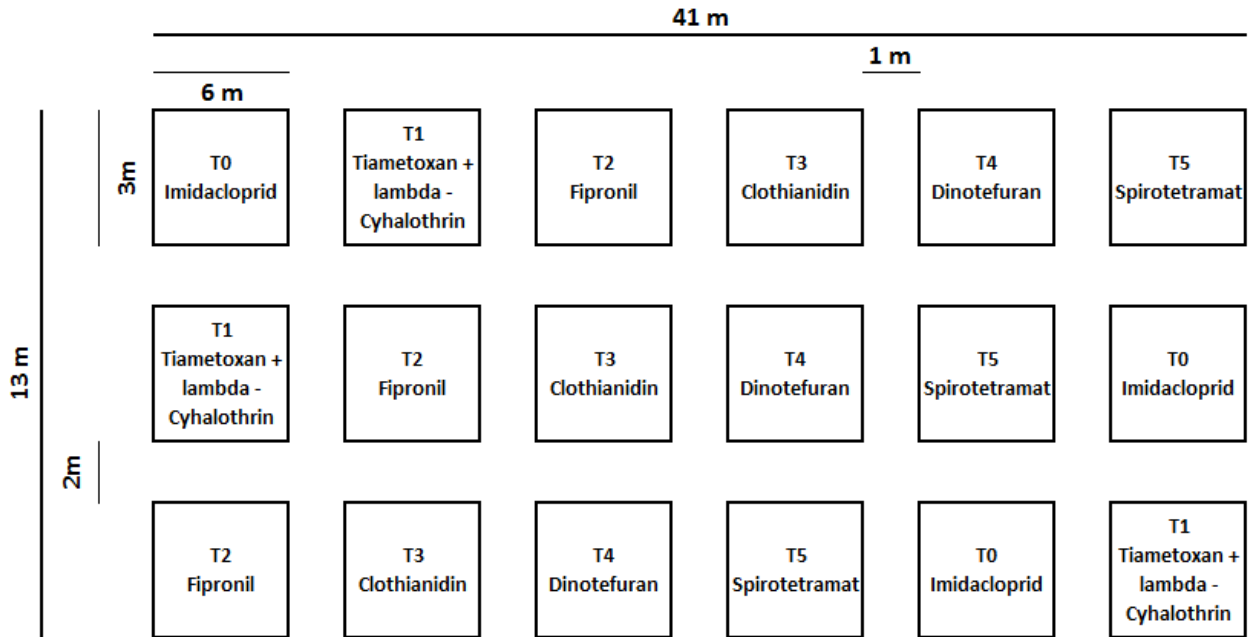 41 m
1 m
6 m
13 m
3m
2m
T0
Imidacloprid
T1
Tiametoxan +
lambda -
Cyhalothrin
T2
Fipronil
T3
Clothianidin
T4
Dinotefuran
T5
Spirotetramat
T1
Tiametoxan +
lambda -
Cyhalothrin
T2
Fipronil
T3
Clothianidin
T4
Dinotefuran
T5
Spirotetramat
T0
Imidacloprid
T2
Fipronil
T3
Clothianidin
T4
Dinotefuran
T5
Spirotetramat
T0
Imidacloprid
T1
Tiametoxan +
lambda -
Cyhalothrin